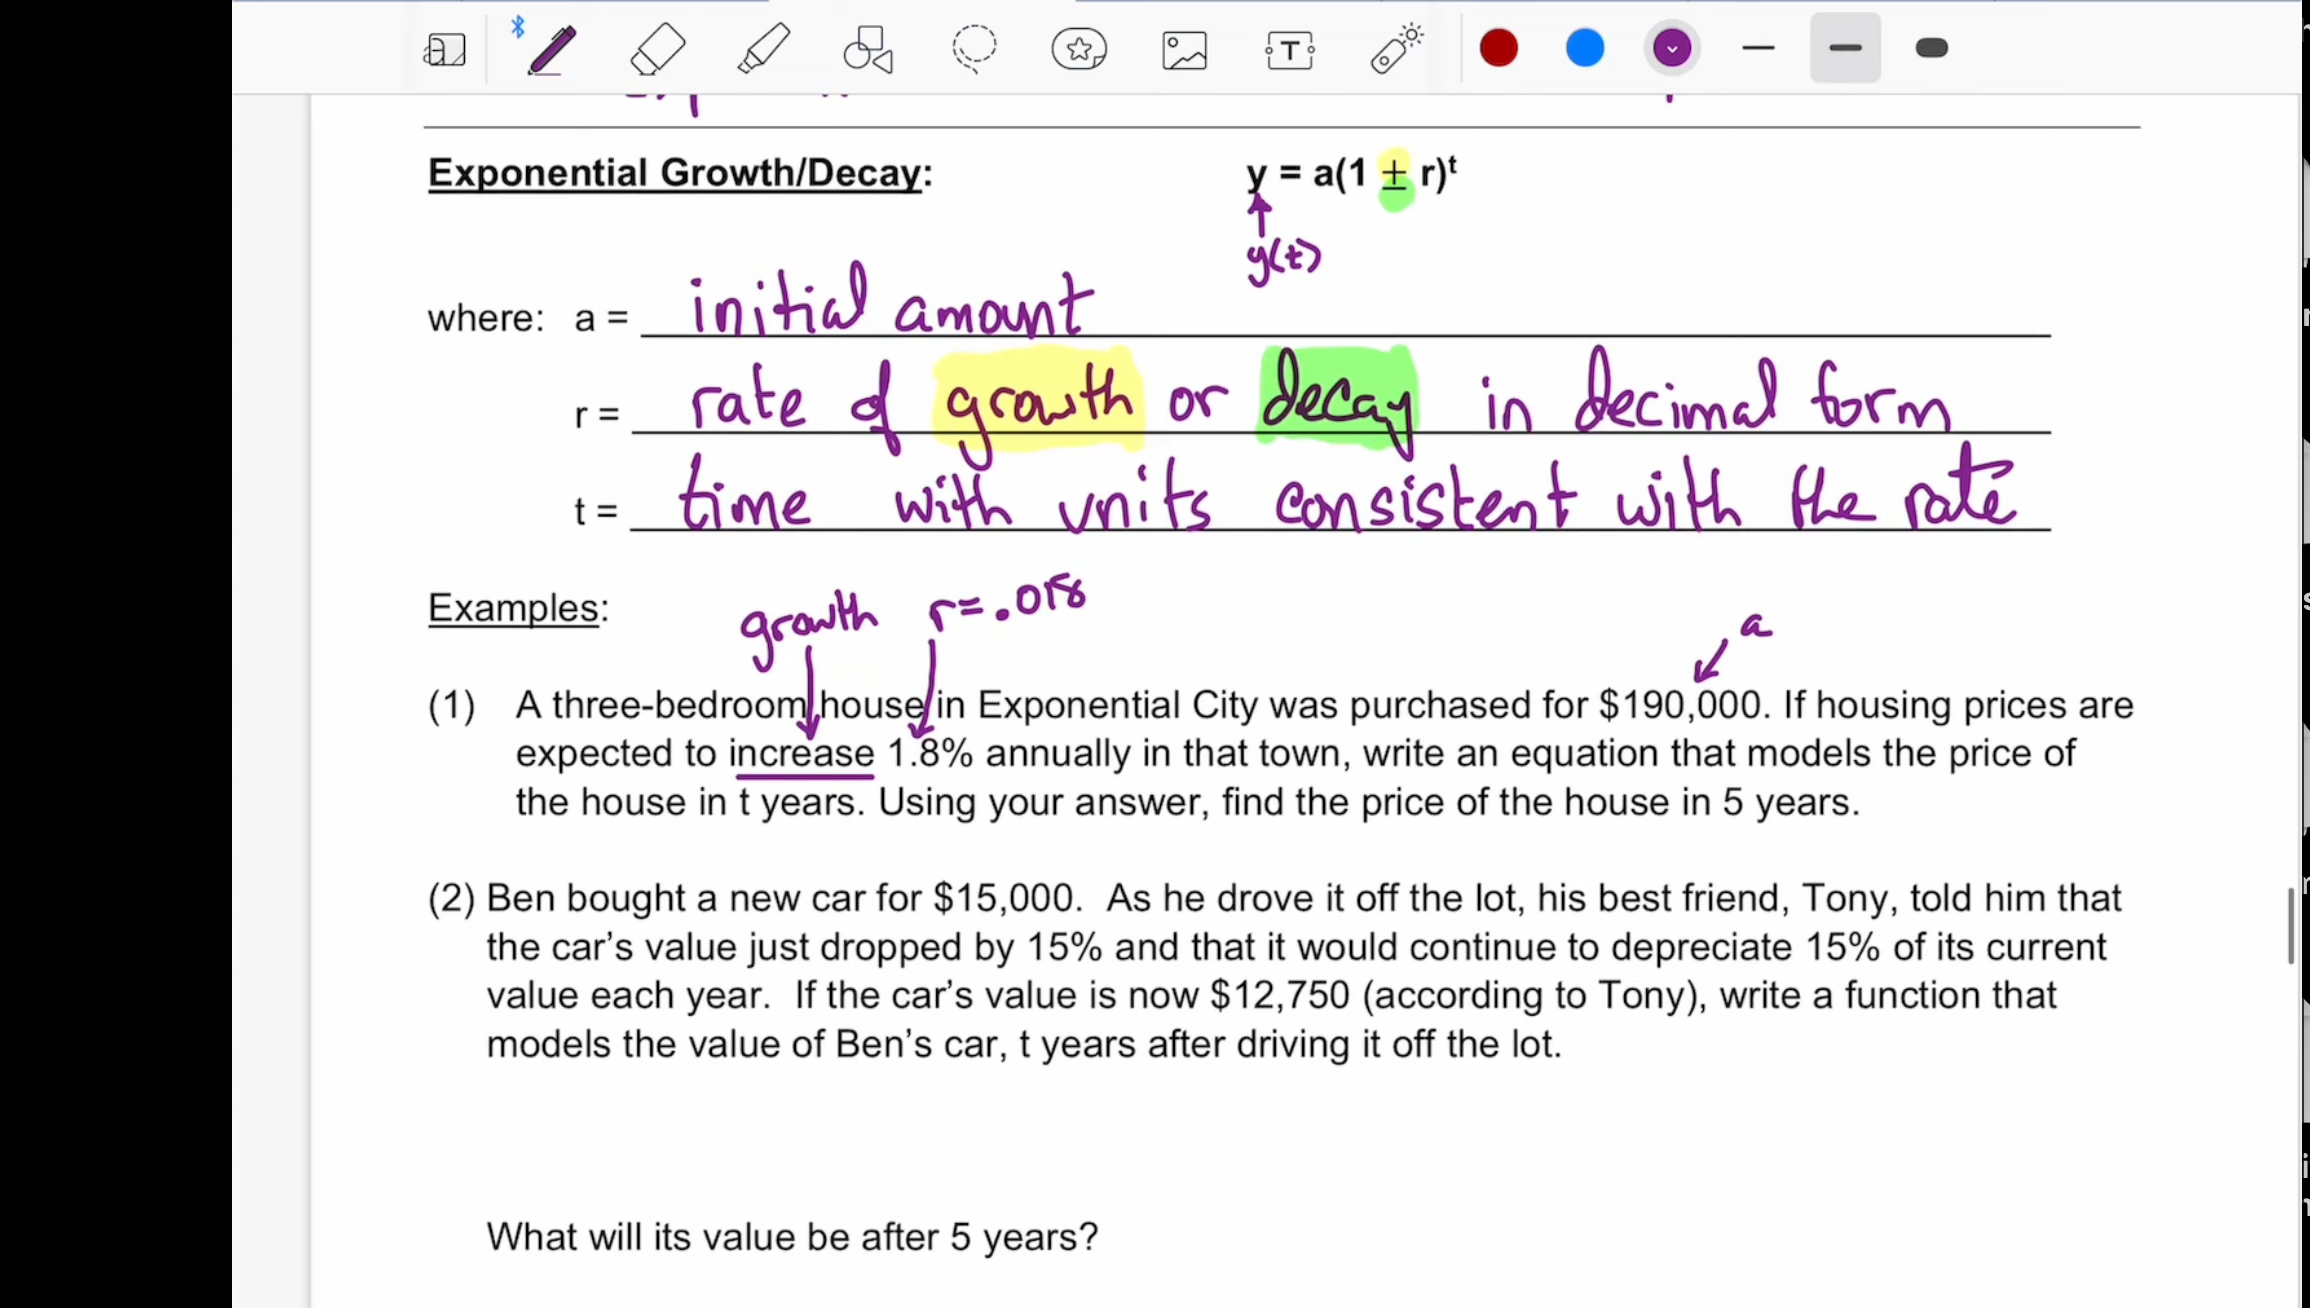 T
Exponential Growth/Decay: y = a(1 ± r)ᵗ
y(t)
where: a = initial amount
r = rate of growth or decay in decimal form
t = time with units consistent with the rate
Examples: growth r=.018
a
(1) A three-bedroom house in Exponential City was purchased for $190,000. If housing prices are
expected to increase 1.8% annually in that town, write an equation that models the price of
the house in t years. Using your answer, find the price of the house in 5 years.
(2) Ben bought a new car for $15,000. As he drove it off the lot, his best friend, Tony, told him that
the car’s value just dropped by 15% and that it would continue to depreciate 15% of its current
value each year. If the car’s value is now $12,750 (according to Tony), write a function that
models the value of Ben’s car, t years after driving it off the lot.
What will its value be after 5 years?